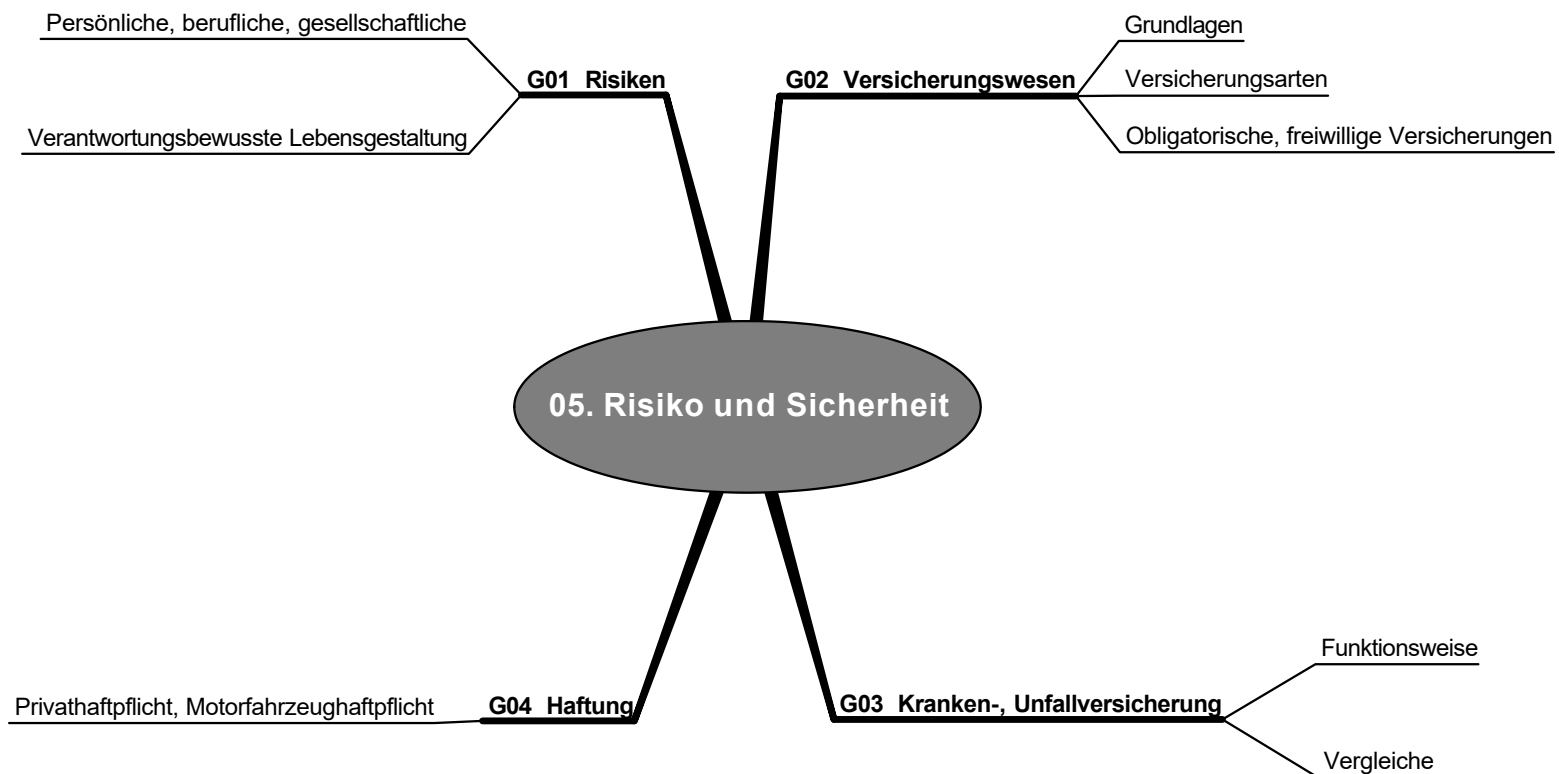 Persönliche, berufliche, gesellschaftliche
G01 Risiken
Verantwortungsbewusste Lebensgestaltung
G02 Versicherungswesen
Grundlagen
Versicherungsarten
Obligatorische, freiwillige Versicherungen
05. Risiko und Sicherheit
Privathaftpflicht, Motorfahrzeughaftpflicht
G04 Haftung
G03 Kranken-, Unfallversicherung
Funktionsweise
Vergleiche